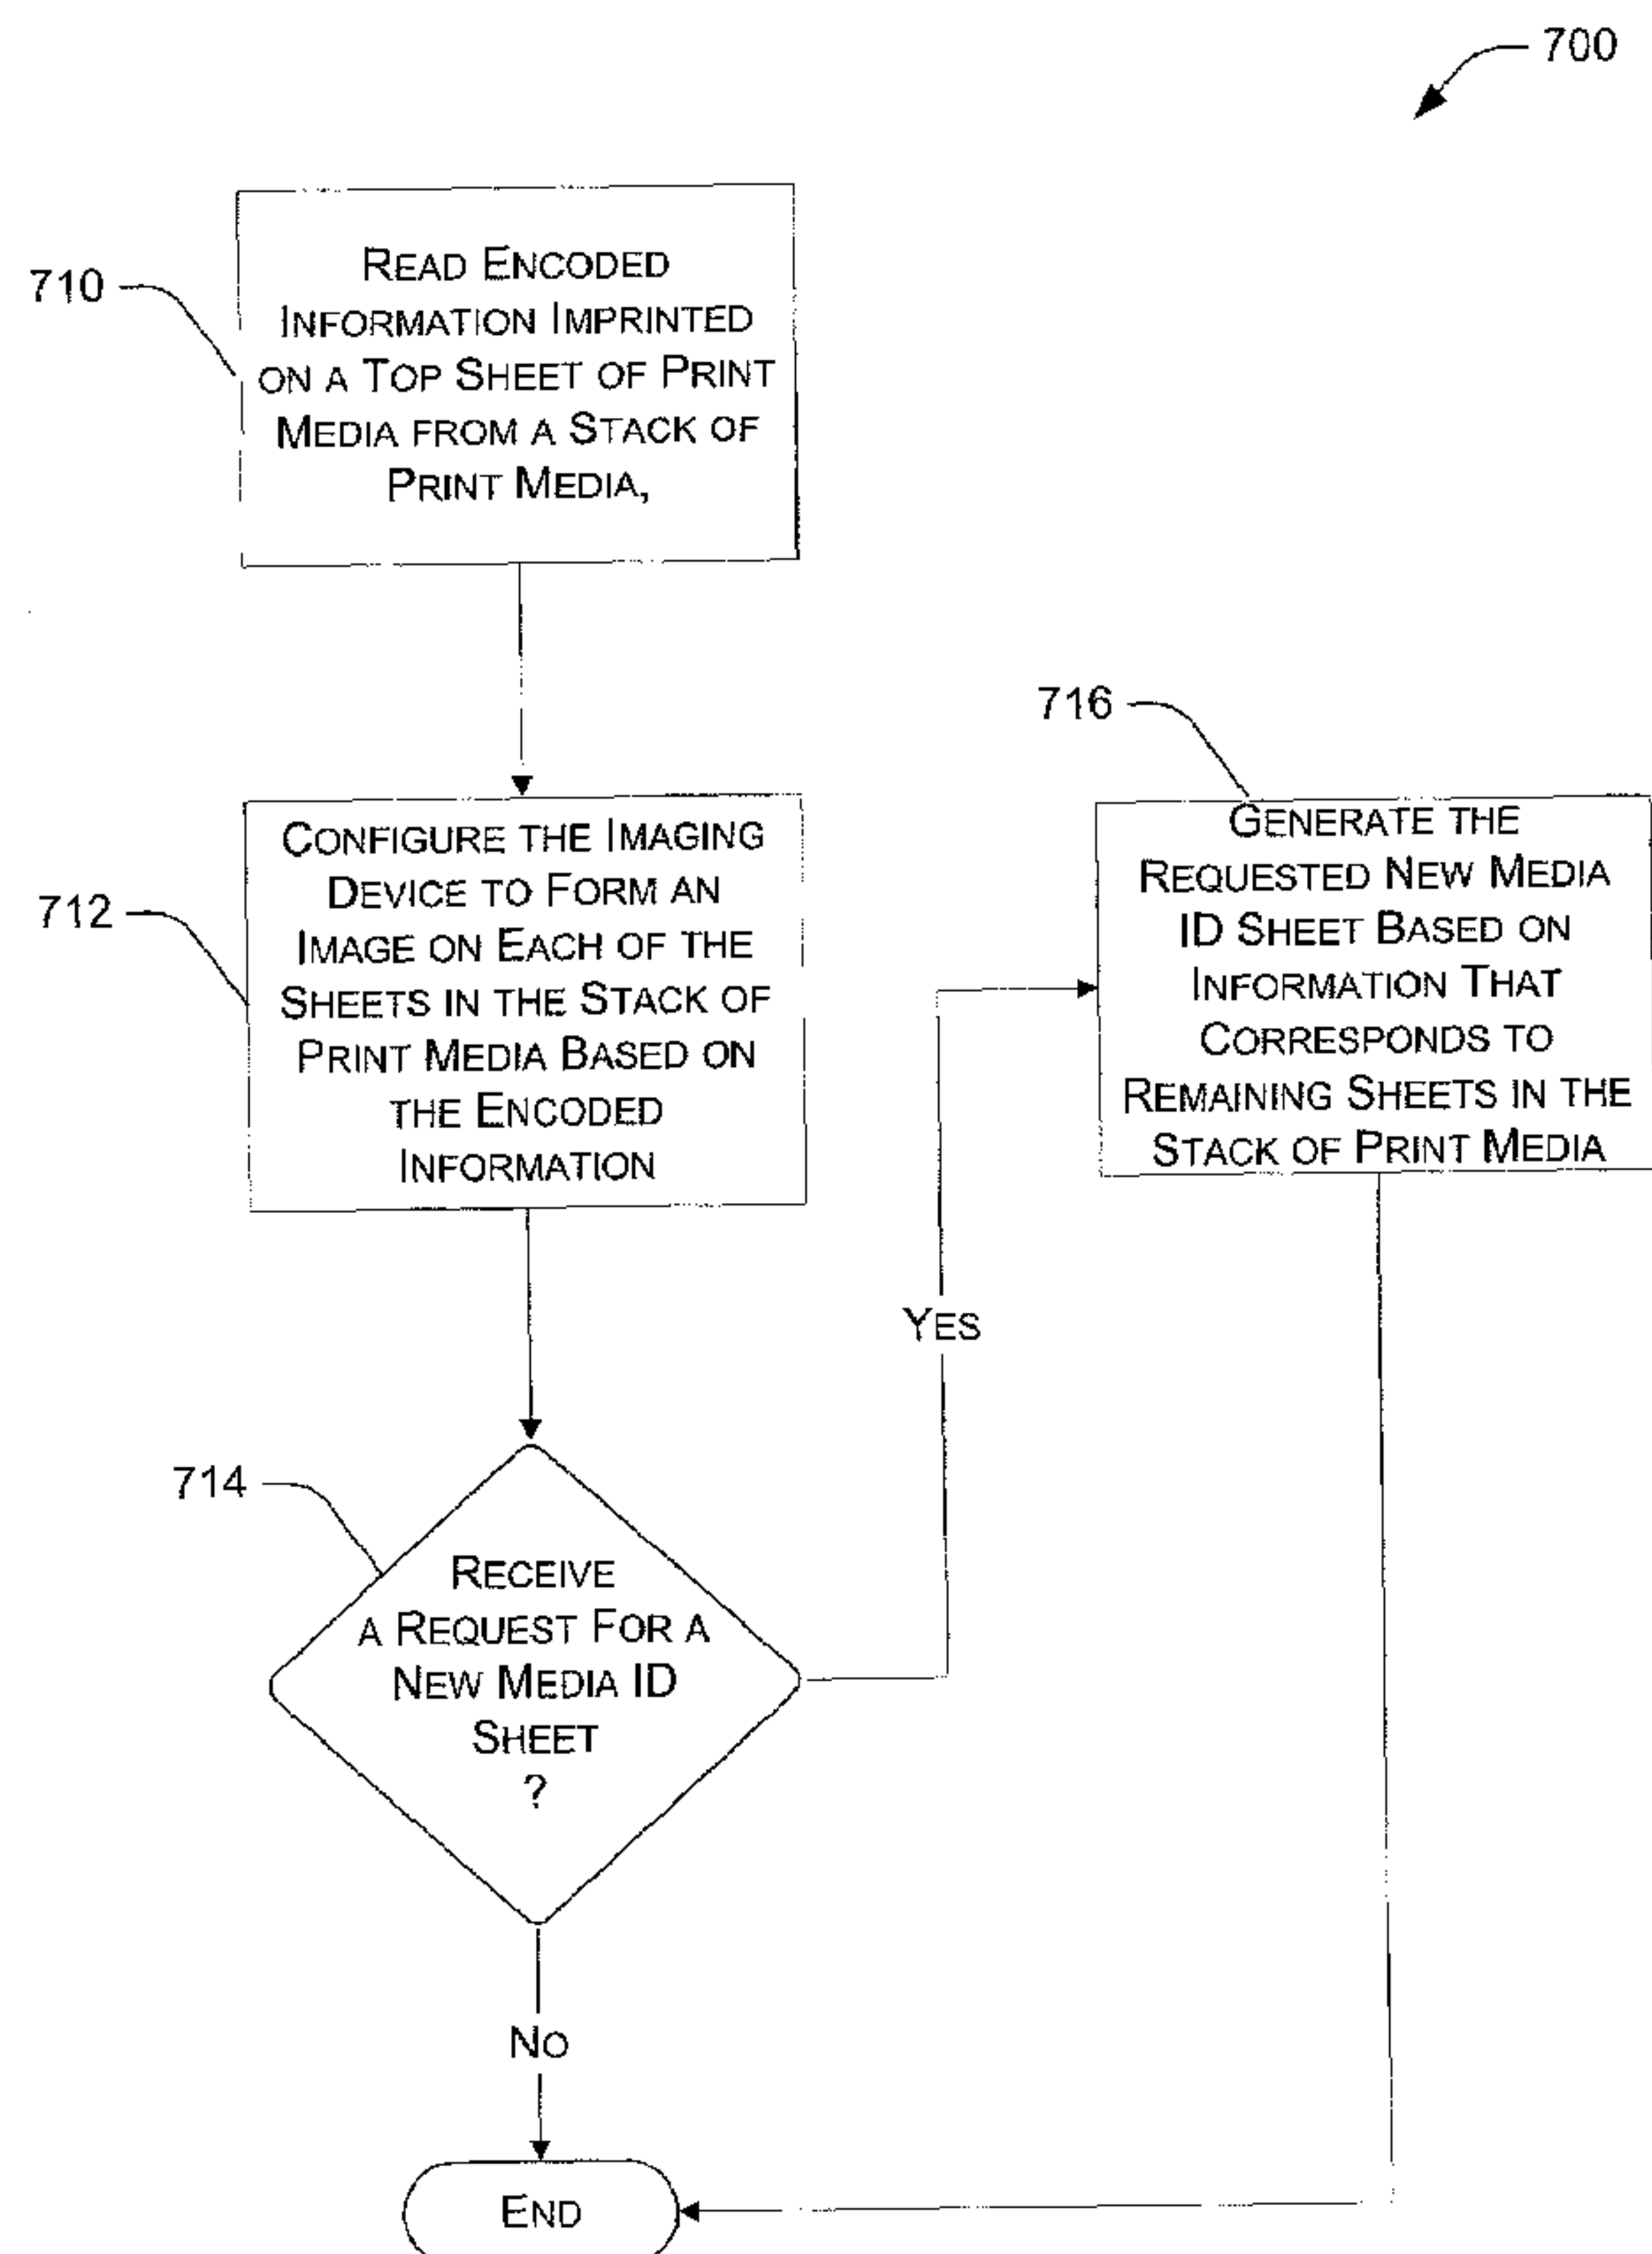 700
710
READ ENCODED
INFORMATION IMPRINTED
ON A TOP SHEET OF PRINT
MEDIA FROM A STACK OF
PRINT MEDIA,
712
CONFIGURE THE IMAGING
DEVICE TO FORM AN
IMAGE ON EACH OF THE
SHEETS IN THE STACK OF
PRINT MEDIA BASED ON
THE ENCODED
INFORMATION
716
GENERATE THE
REQUESTED NEW MEDIA
ID SHEET BASED ON
INFORMATION THAT
CORRESPONDS TO
REMAINING SHEETS IN THE
STACK OF PRINT MEDIA
YES
714
RECEIVE
A REQUEST FOR A
NEW MEDIA ID
SHEET
?
NO
END